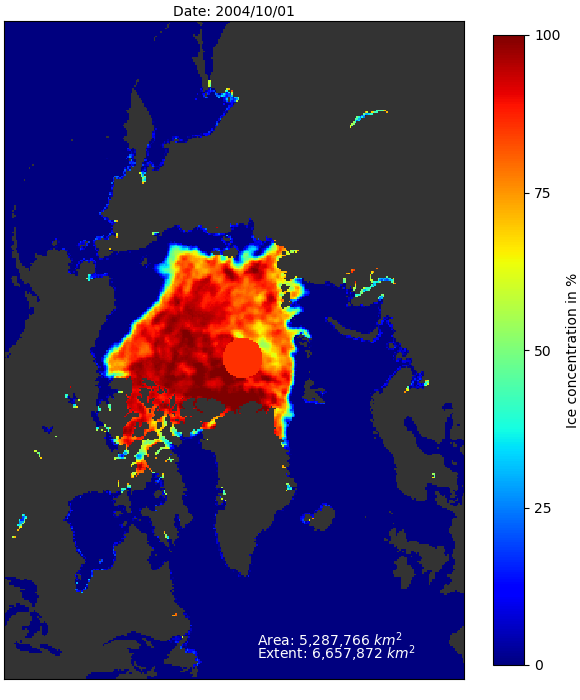 Date: 2004/10/01
100
75
50
25
0
Ice concentration in %
Area: 5,287,766 km²
Extent: 6,657,872 km²